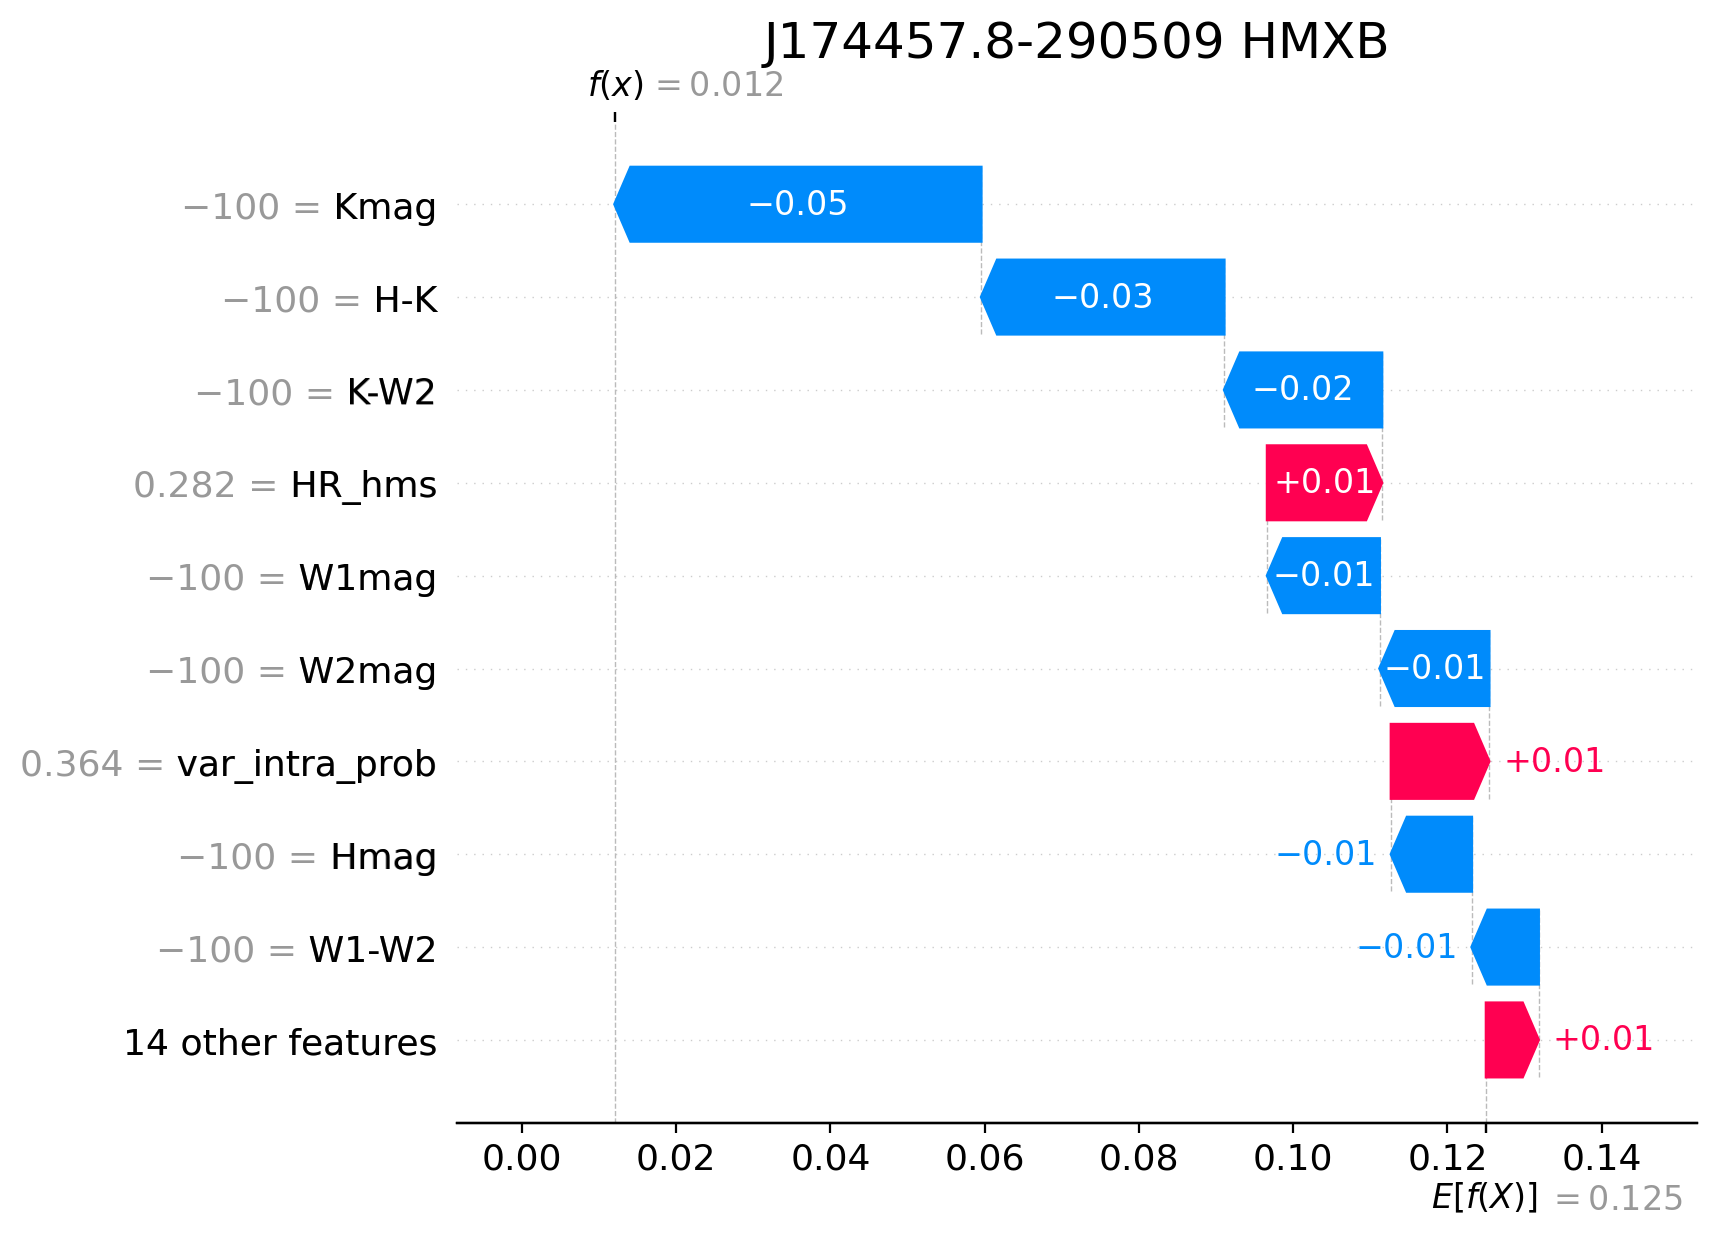 J174457.8-290509 HMXB
f(x) = 0.012
−100 = Kmag
−0.05
−100 = H-K
−0.03
−100 = K-W2
−0.02
0.282 = HR_hms
+0.01
−100 = W1mag
−0.01
−100 = W2mag
−0.01
0.364 = var_intra_prob
+0.01
−100 = Hmag
−0.01
−100 = W1-W2
−0.01
14 other features
+0.01
0.00 0.02 0.04 0.06 0.08 0.10 0.12 0.14
E[f(X)] = 0.125